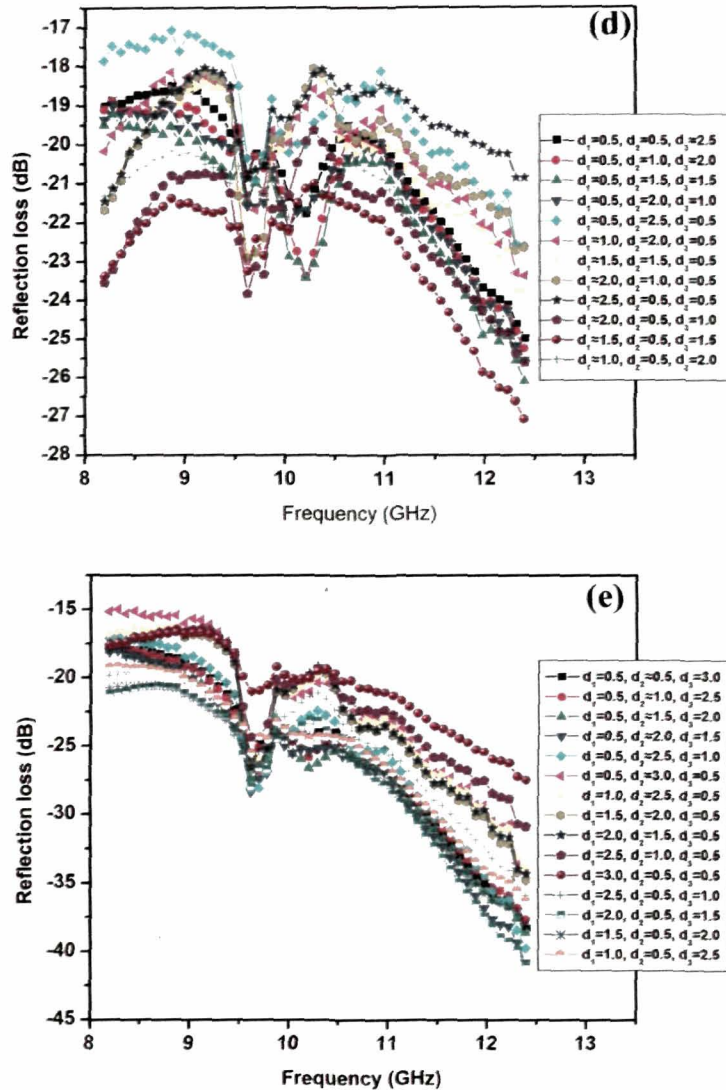 (d)
-17
-18
-19
-20
-21
-22
-23
-24
-25
-26
-27
-28
Reflection loss (dB)
8 9 10 11 12 13
Frequency (GHz)
d₁=0.5, d₂=0.5, d₃=2.5
d₁=0.5, d₂=1.0, d₃=2.0
d₁=0.5, d₂=1.5, d₃=1.5
d₁=0.5, d₂=2.0, d₃=1.0
d₁=0.5, d₂=2.5, d₃=0.5
d₁=1.0, d₂=2.0, d₃=0.5
d₁=1.5, d₂=1.5, d₃=0.5
d₁=2.0, d₂=1.0, d₃=0.5
d₁=2.5, d₂=0.5, d₃=0.5
d₁=2.0, d₂=0.5, d₃=1.0
d₁=1.5, d₂=0.5, d₃=1.5
d₁=1.0, d₂=0.5, d₃=2.0
(e)
-15
-20
-25
-30
-35
-40
-45
Reflection loss (dB)
8 9 10 11 12 13
Frequency (GHz)
d₁=0.5, d₂=0.5, d₃=3.0
d₁=0.5, d₂=1.0, d₃=2.5
d₁=0.5, d₂=1.5, d₃=2.0
d₁=0.5, d₂=2.0, d₃=1.5
d₁=0.5, d₂=2.5, d₃=1.0
d₁=0.5, d₂=3.0, d₃=0.5
d₁=1.0, d₂=2.5, d₃=0.5
d₁=1.5, d₂=2.0, d₃=0.5
d₁=2.0, d₂=1.5, d₃=0.5
d₁=2.5, d₂=1.0, d₃=0.5
d₁=3.0, d₂=0.5, d₃=0.5
d₁=2.5, d₂=0.5, d₃=1.0
d₁=2.0, d₂=0.5, d₃=1.5
d₁=1.5, d₂=0.5, d₃=2.0
d₁=1.0, d₂=0.5, d₃=2.5